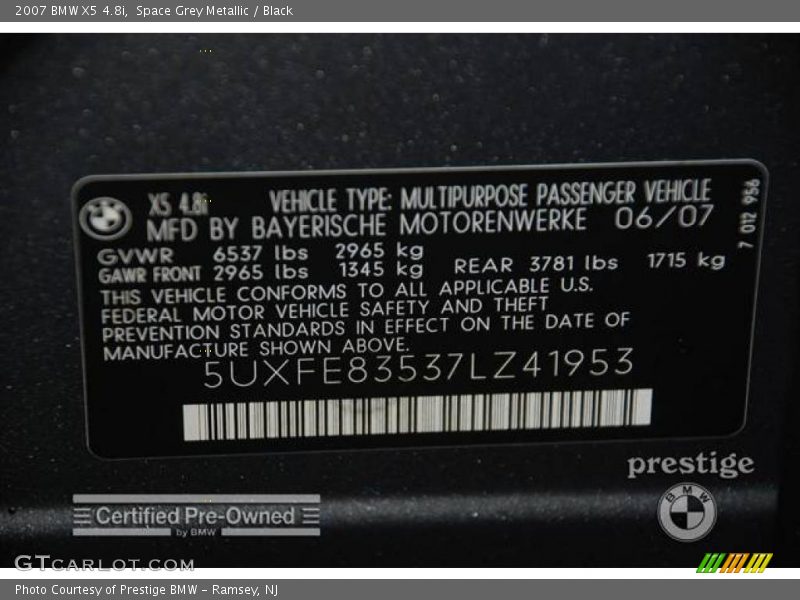 2007 BMW X5 4.8i, Space Grey Metallic / Black
X5 4.8i VEHICLE TYPE: MULTIPURPOSE PASSENGER VEHICLE
MFD BY BAYERISCHE MOTORENWERKE 06/07
7 012 956
GVWR 6537 lbs 2965 kg
GAWR FRONT 2965 lbs 1345 kg REAR 3781 lbs 1715 kg
THIS VEHICLE CONFORMS TO ALL APPLICABLE U.S.
FEDERAL MOTOR VEHICLE SAFETY AND THEFT
PREVENTION STANDARDS IN EFFECT ON THE DATE OF
MANUFACTURE SHOWN ABOVE.
5UXFE83537LZ41953
prestige
BMW
Certified Pre-Owned
by BMW
GTCARLOT.COM
Photo Courtesy of Prestige BMW - Ramsey, NJ